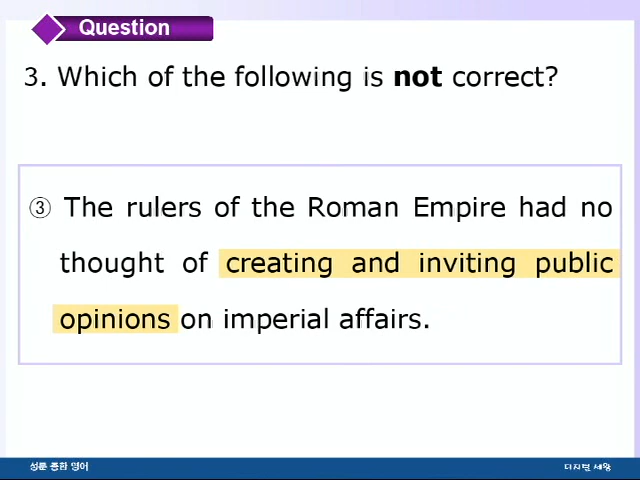 Question
3. Which of the following is not correct?
③ The rulers of the Roman Empire had no
thought of creating and inviting public
opinions on imperial affairs.
성문 종합 영어
디지털 세왕